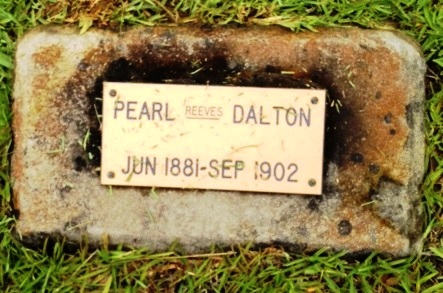 PEARL REEVES DALTON
JUN 1881-SEP 1902